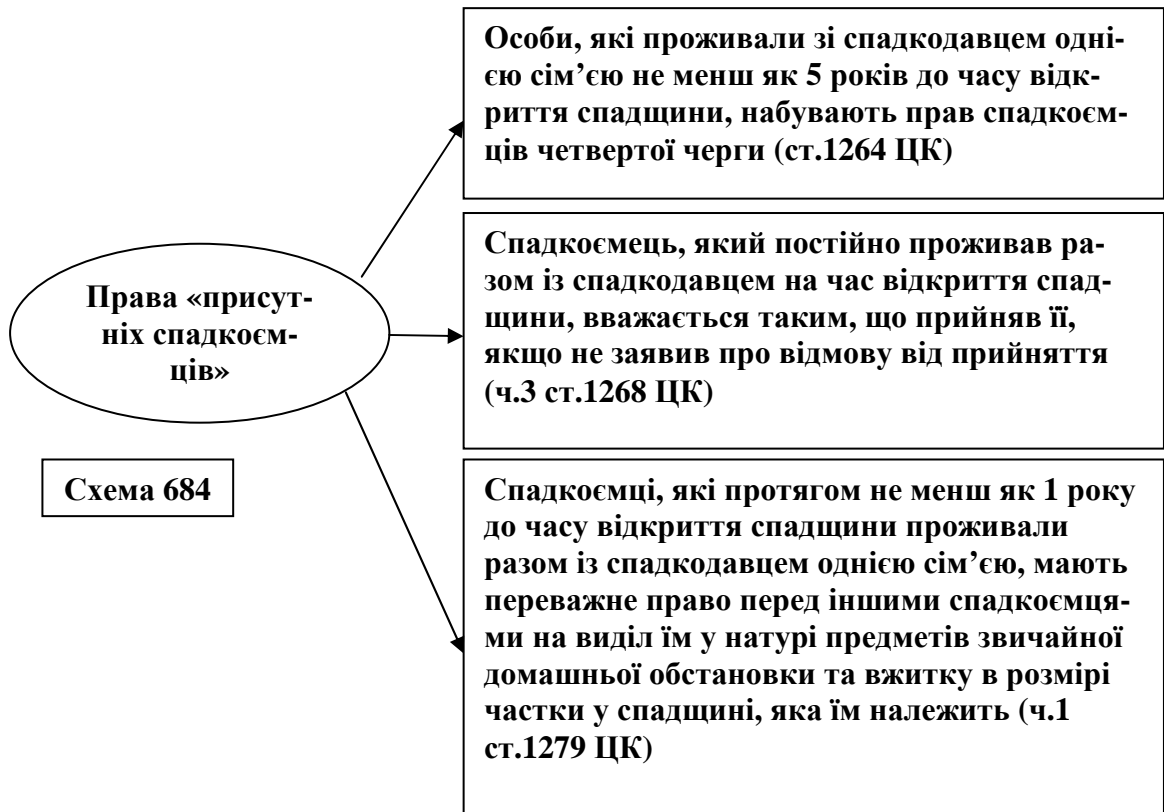 Особи, які проживали зі спадкодавцем одні-
єю сім’єю не менш як 5 років до часу відк-
риття спадщини, набувають прав спадкоєм-
ців четвертої черги (ст.1264 ЦК)
Права «присут-
ніх спадкоєм-
ців»
Спадкоємець, який постійно проживав ра-
зом із спадкодавцем на час відкриття спад-
щини, вважається таким, що прийняв її,
якщо не заявив про відмову від прийняття
(ч.3 ст.1268 ЦК)
Схема 684
Спадкоємці, які протягом не менш як 1 року
до часу відкриття спадщини проживали
разом із спадкодавцем однією сім’єю, мають
переважне право перед іншими спадкоємця-
ми на виділ їм у натурі предметів звичайної
домашньої обстановки та вжитку в розмірі
частки у спадщині, яка їм належить (ч.1
ст.1279 ЦК)